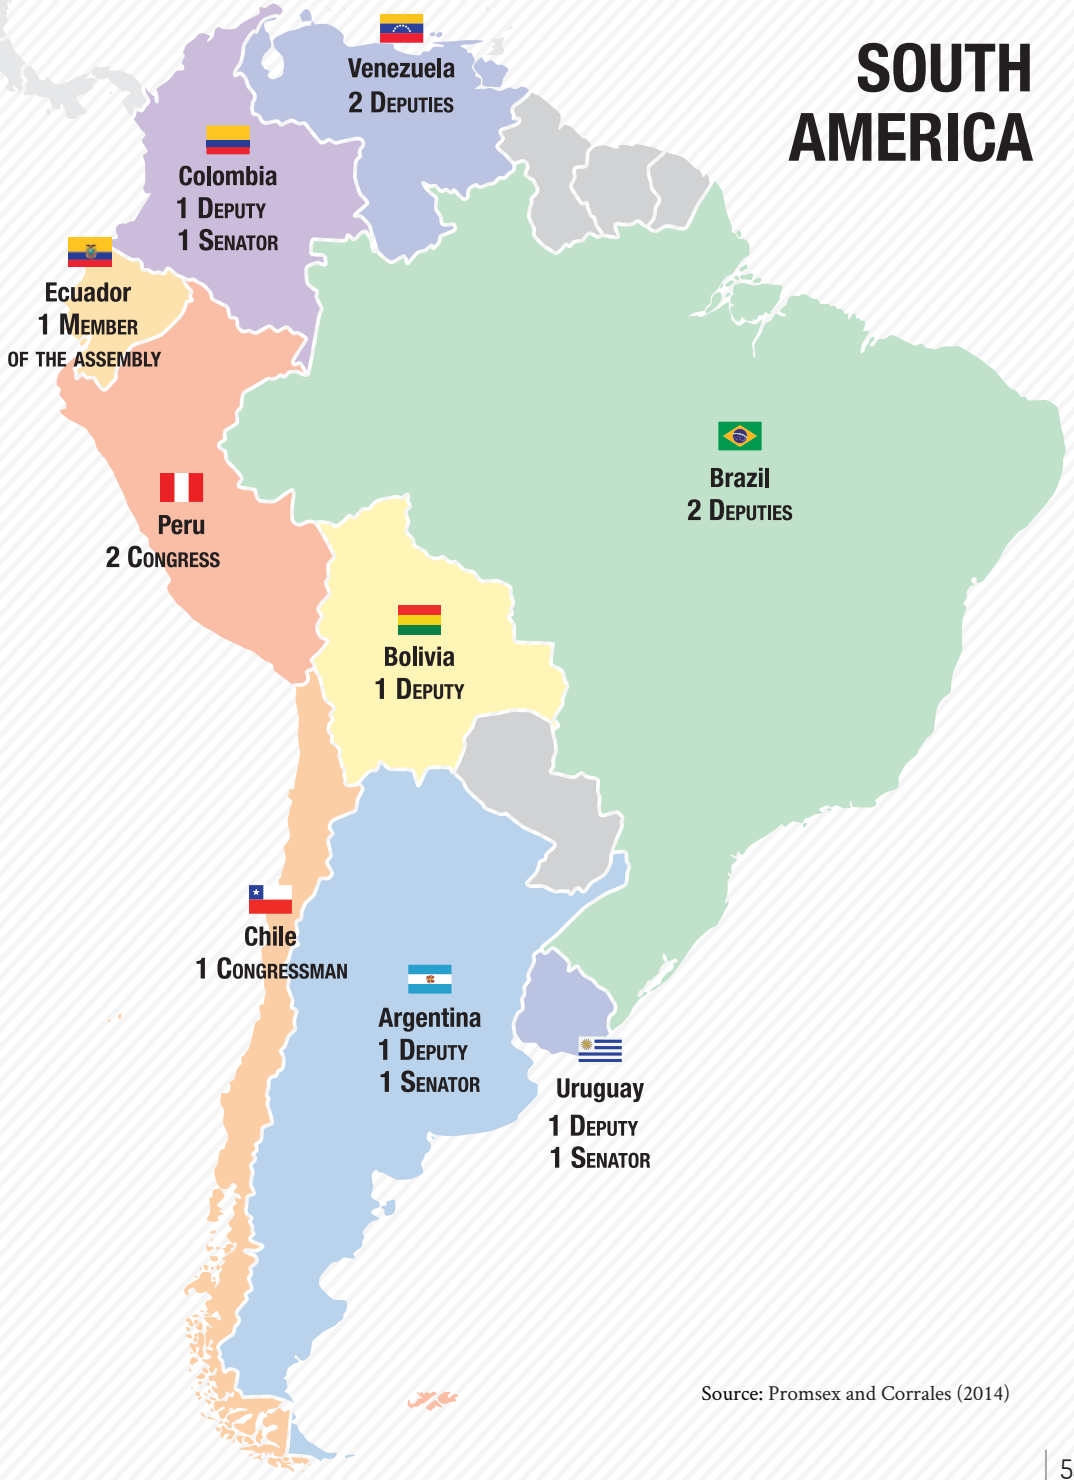 SOUTH
AMERICA
Venezuela
2 DEPUTIES
Colombia
1 DEPUTY
1 SENATOR
Ecuador
1 MEMBER
OF THE ASSEMBLY
Brazil
2 DEPUTIES
Peru
2 CONGRESS
Bolivia
1 DEPUTY
Chile
1 CONGRESSMAN
Argentina
1 DEPUTY
1 SENATOR
Uruguay
1 DEPUTY
1 SENATOR
Source: Promsex and Corrales (2014)
5